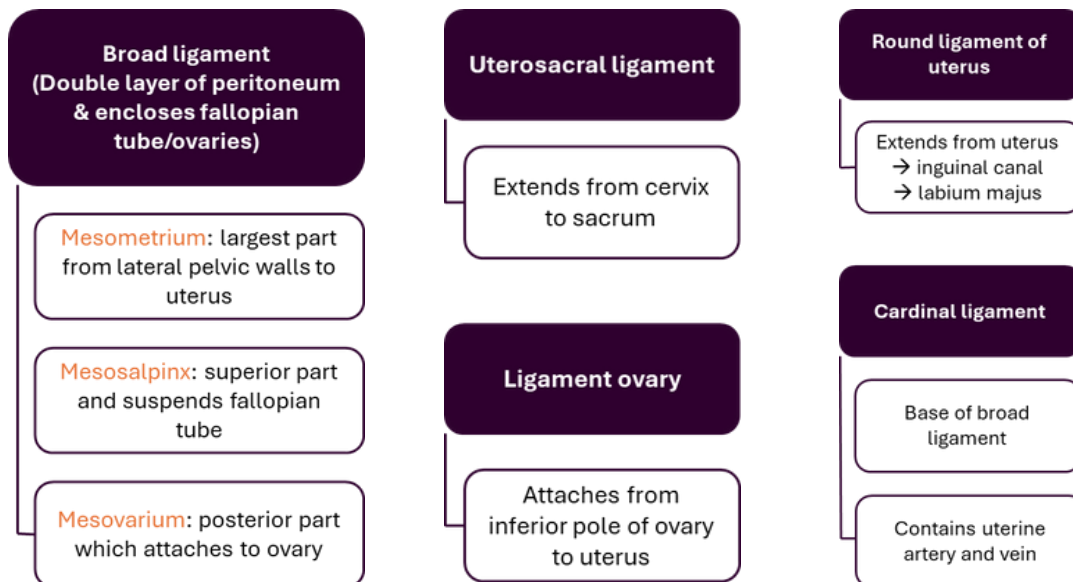 Broad ligament
(Double layer of peritoneum
& encloses fallopian
tube/ovaries)
Mesometrium: largest part
from lateral pelvic walls to
uterus
Mesosalpinx: superior part
and suspends fallopian
tube
Mesovarium: posterior part
which attaches to ovary
Uterosacral ligament
Extends from cervix
to sacrum
Ligament ovary
Attaches from
inferior pole of ovary
to uterus
Round ligament of
uterus
Extends from uterus
→ inguinal canal
→ labium majus
Cardinal ligament
Base of broad
ligament
Contains uterine
artery and vein